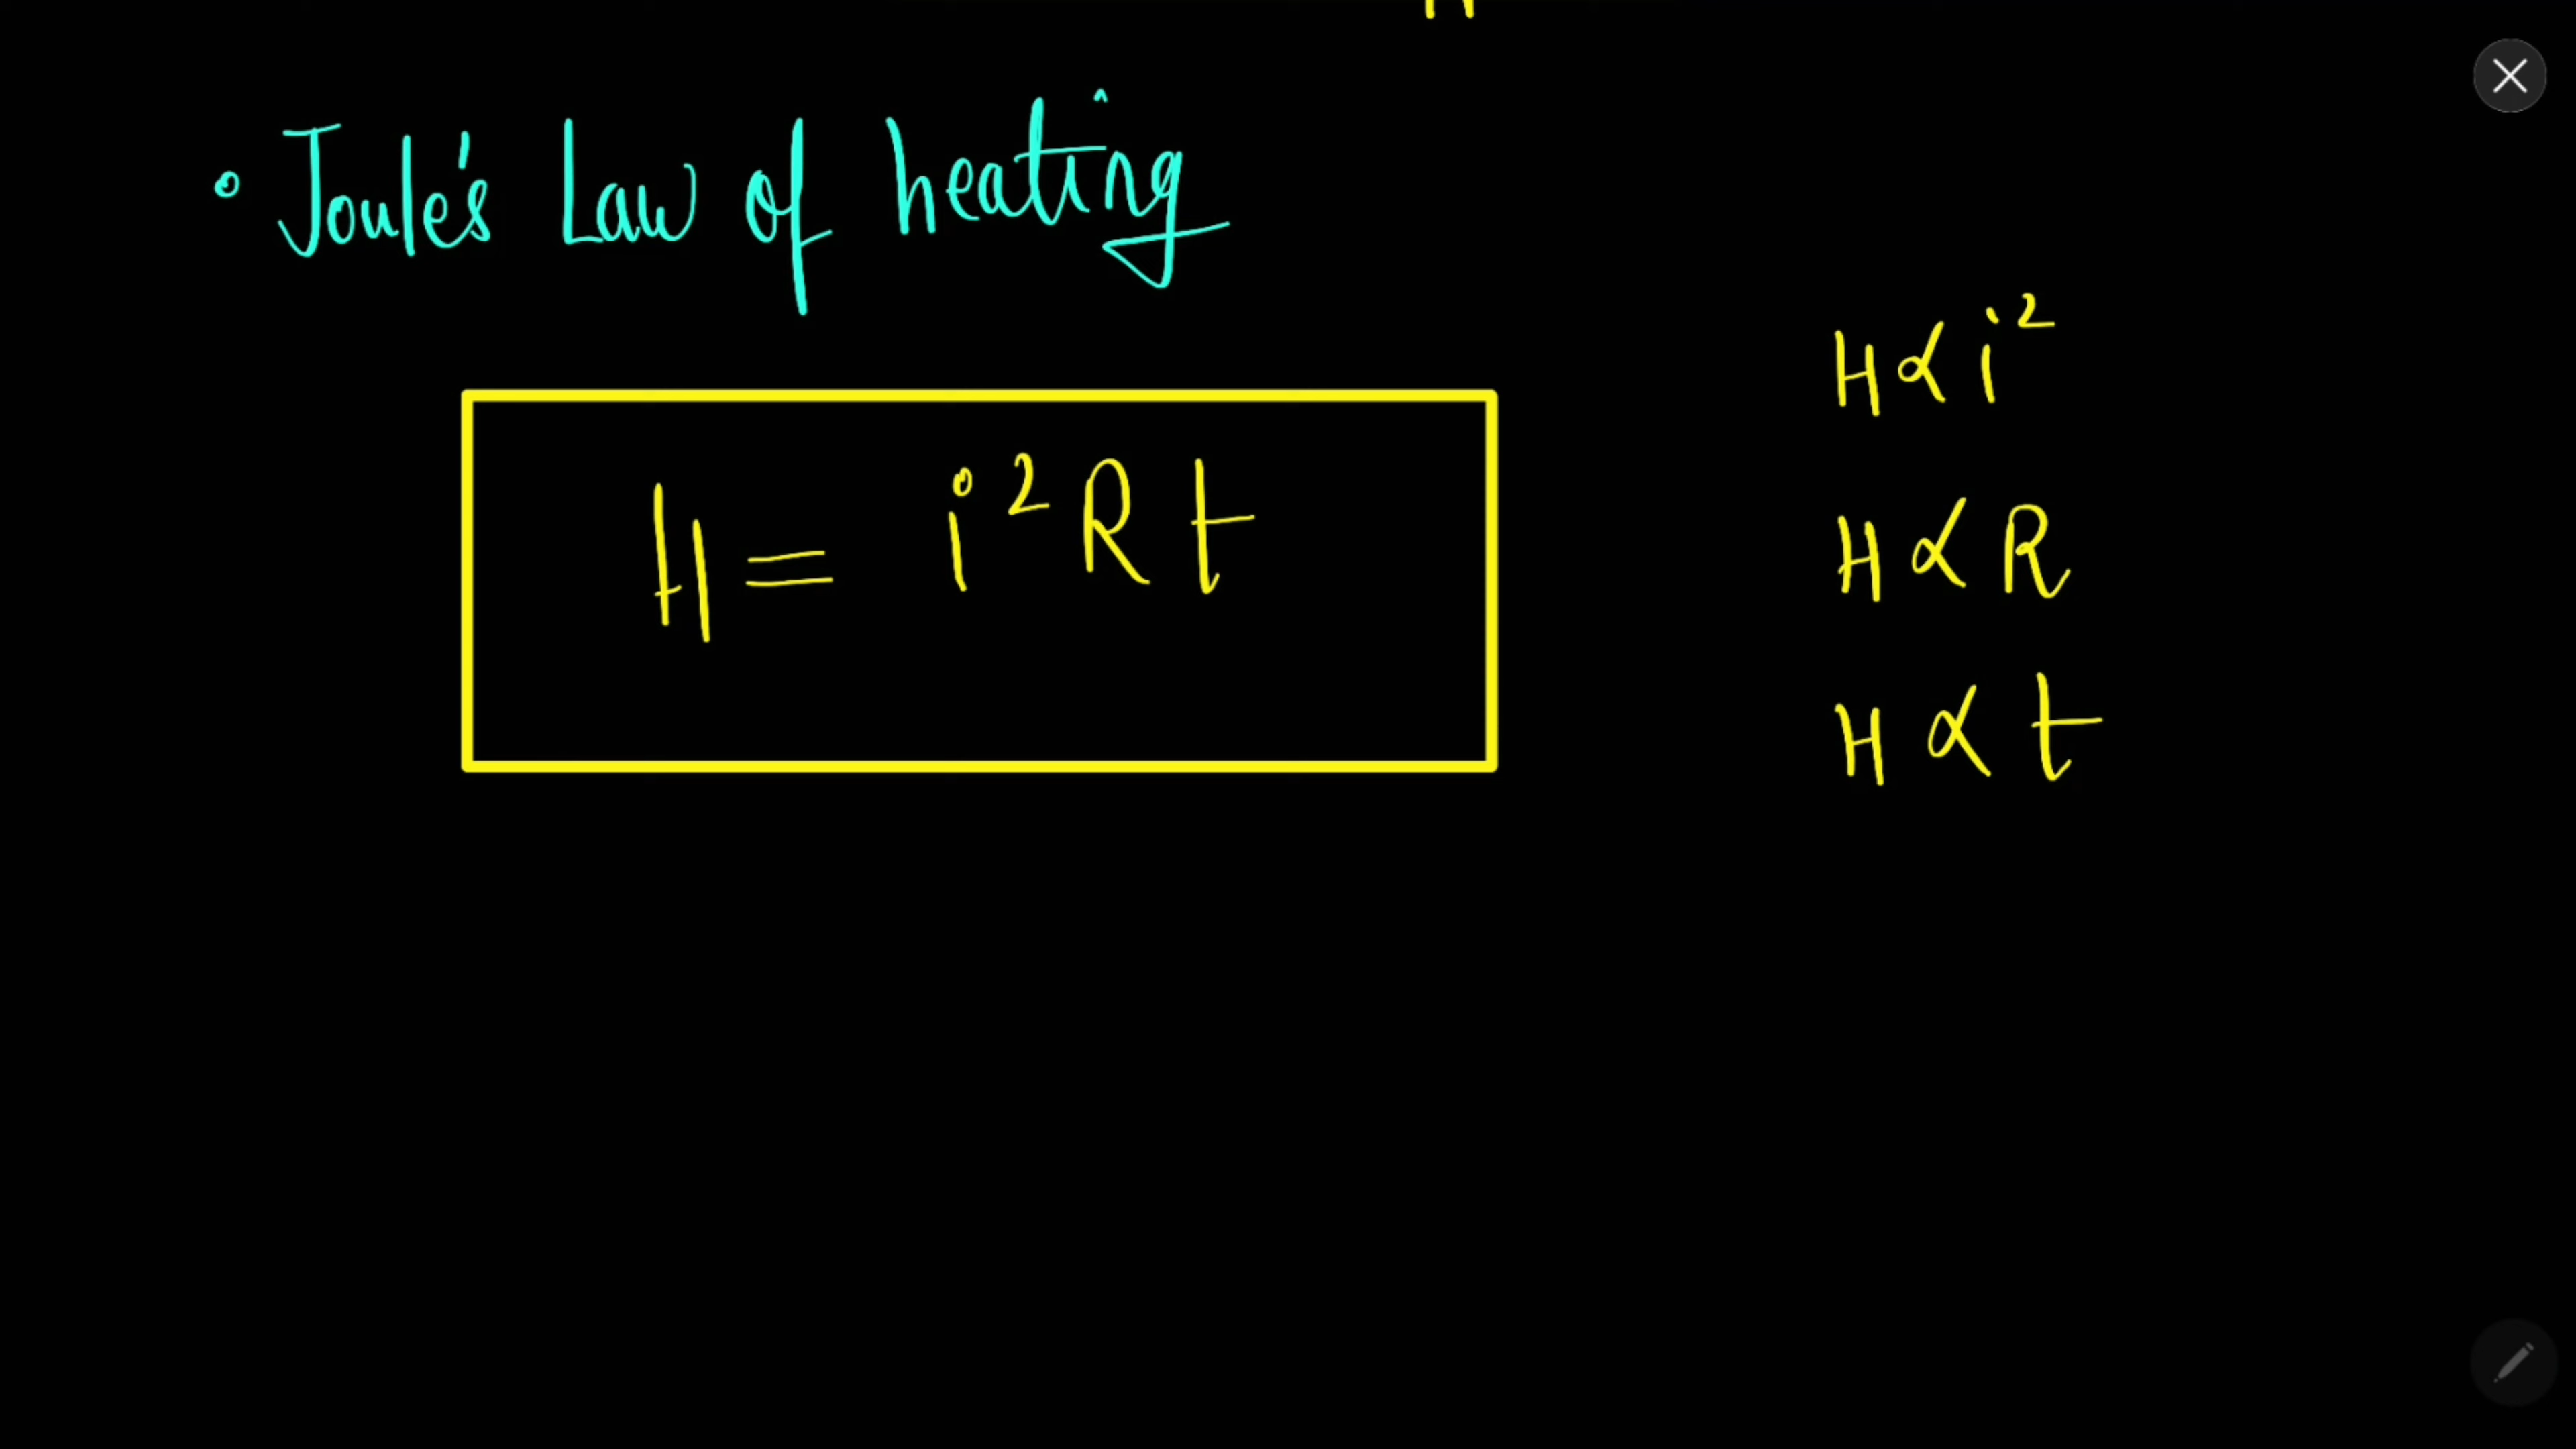 • Joule's Law of heating
H = i²Rt
H ∝ i²
H ∝ R
H ∝ t